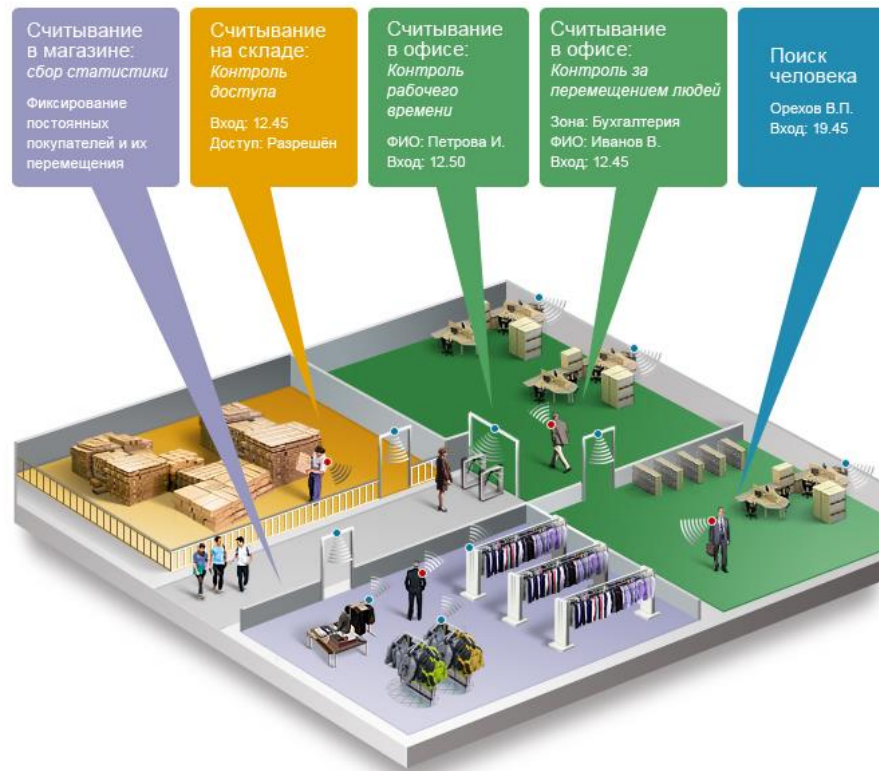 Считывание
в магазине:
сбор статистики
Фиксирование
постоянных
покупателей и их
перемещения
Считывание
на складе:
Контроль
доступа
Вход: 12.45
Доступ: Разрешён
Считывание
в офисе:
Контроль
рабочего
времени
ФИО: Петрова И.
Вход: 12.50
Считывание
в офисе:
Контроль за
перемещением людей
Зона: Бухгалтерия
ФИО: Иванов В.
Вход: 12.45
Поиск
человека
Орехов В.П.
Вход: 19.45